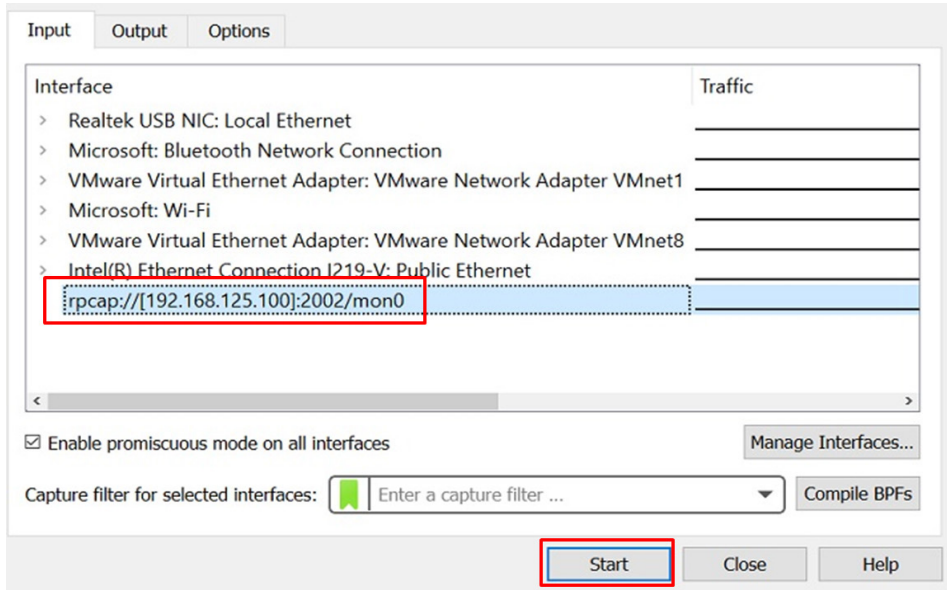 Input Output Options
Interface Traffic
Realtek USB NIC: Local Ethernet
Microsoft: Bluetooth Network Connection
VMware Virtual Ethernet Adapter: VMware Network Adapter VMnet1
Microsoft: Wi-Fi
VMware Virtual Ethernet Adapter: VMware Network Adapter VMnet8
Intel(R) Ethernet Connection I219-V: Public Ethernet
rpcap://[192.168.125.100]:2002/mon0
Enable promiscuous mode on all interfaces Manage Interfaces...
Capture filter for selected interfaces: Enter a capture filter ... Compile BPFs
Start Close Help